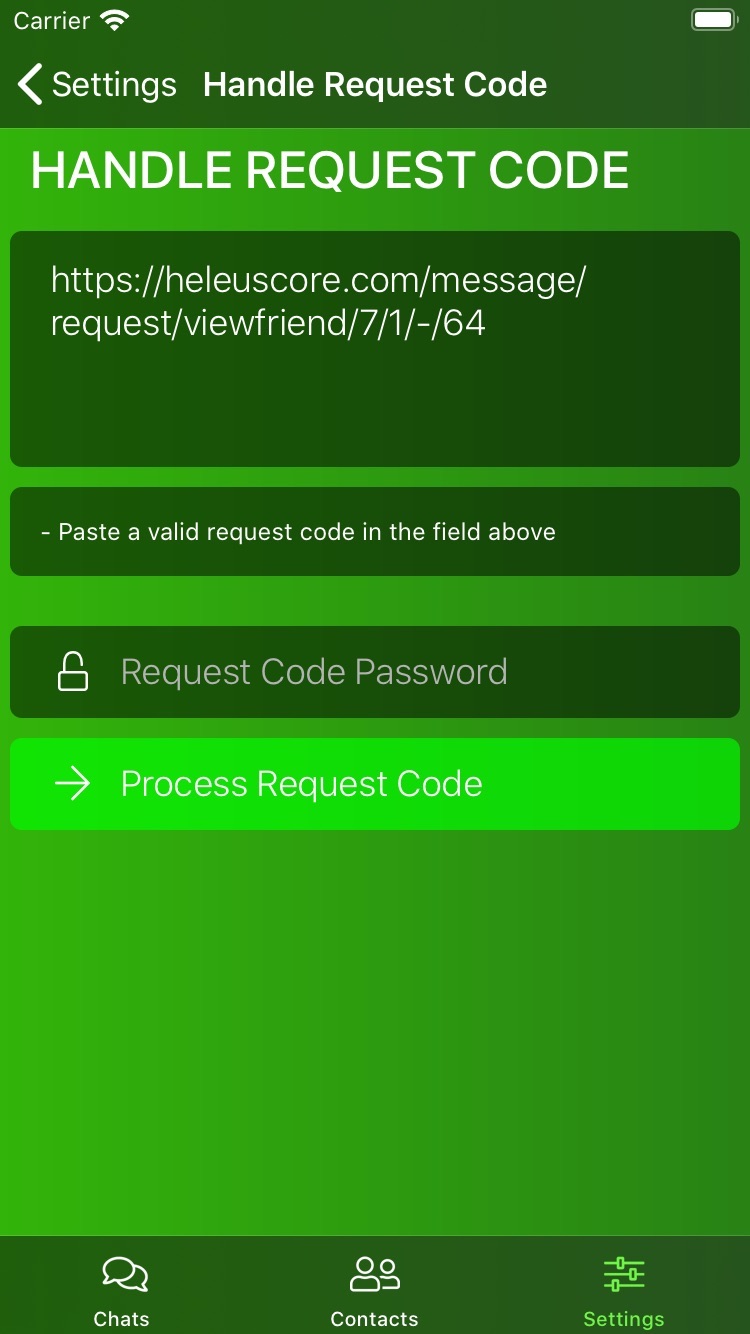 Carrier
Settings Handle Request Code
HANDLE REQUEST CODE
https://heleuscore.com/message/
request/viewfriend/7/1/-/64
- Paste a valid request code in the field above
Request Code Password
Process Request Code
Chats Contacts Settings